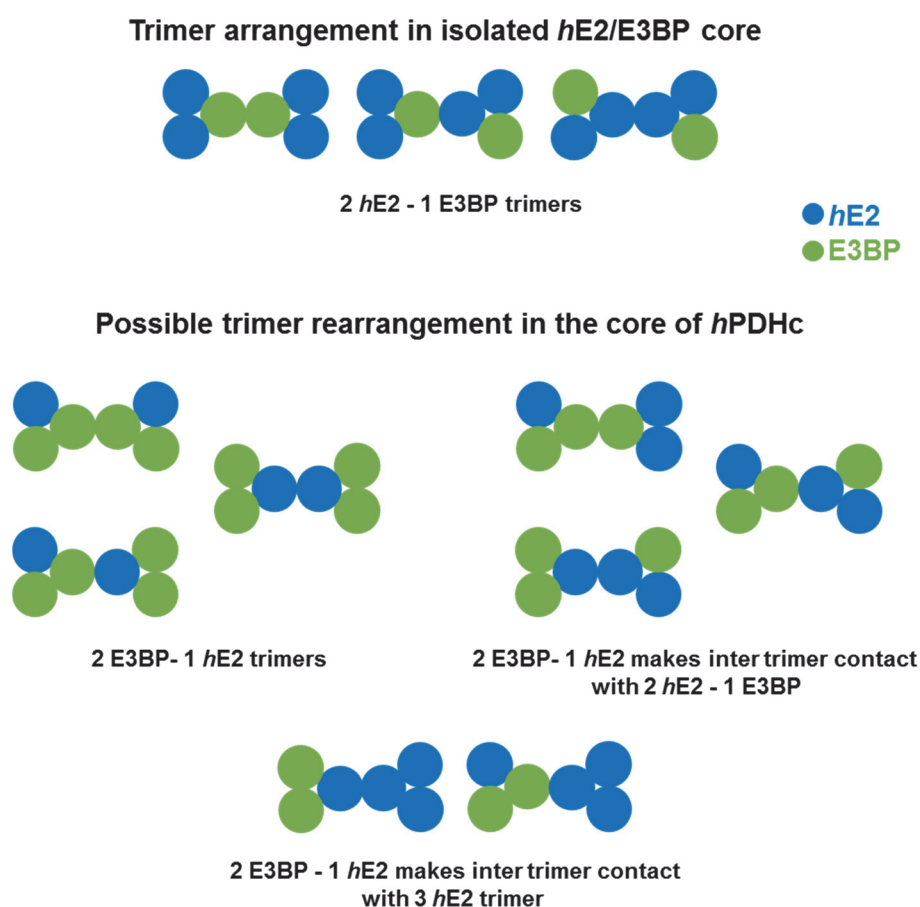 Trimer arrangement in isolated hE2/E3BP core
2 hE2 - 1 E3BP trimers
hE2
E3BP
Possible trimer rearrangement in the core of hPDHc
2 E3BP- 1 hE2 trimers
2 E3BP- 1 hE2 makes inter trimer contact
with 2 hE2 - 1 E3BP
2 E3BP - 1 hE2 makes inter trimer contact
with 3 hE2 trimer